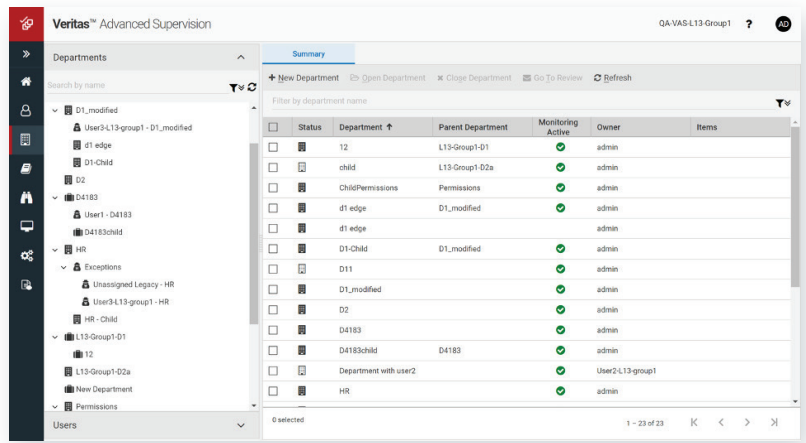 Veritas™ Advanced Supervision
QA-VAS-L13-Group1 ? AD
Departments
Search by name
D1_modified
User3-L13-group1 - D1_modified
d1 edge
D1-Child
D2
D4183
User1 - D4183
D4183child
HR
Exceptions
Unassigned Legacy - HR
User3-L13-group1 - HR
HR - Child
L13-Group1-D1
12
L13-Group1-D2a
New Department
Permissions
Users
Summary
New Department Open Department Close Department Go To Review Refresh
Filter by department name
Status Department ↑ Parent Department Monitoring Active Owner Items
12 L13-Group1-D1 admin
child L13-Group1-D2a admin
ChildPermissions Permissions admin
d1 edge D1_modified admin
d1 edge admin
D1-Child D1_modified admin
D11 admin
D1_modified admin
D2 admin
D4183 admin
D4183child D4183 admin
Department with user2 User2-L13-group1
HR admin
0 selected 1 - 23 of 23